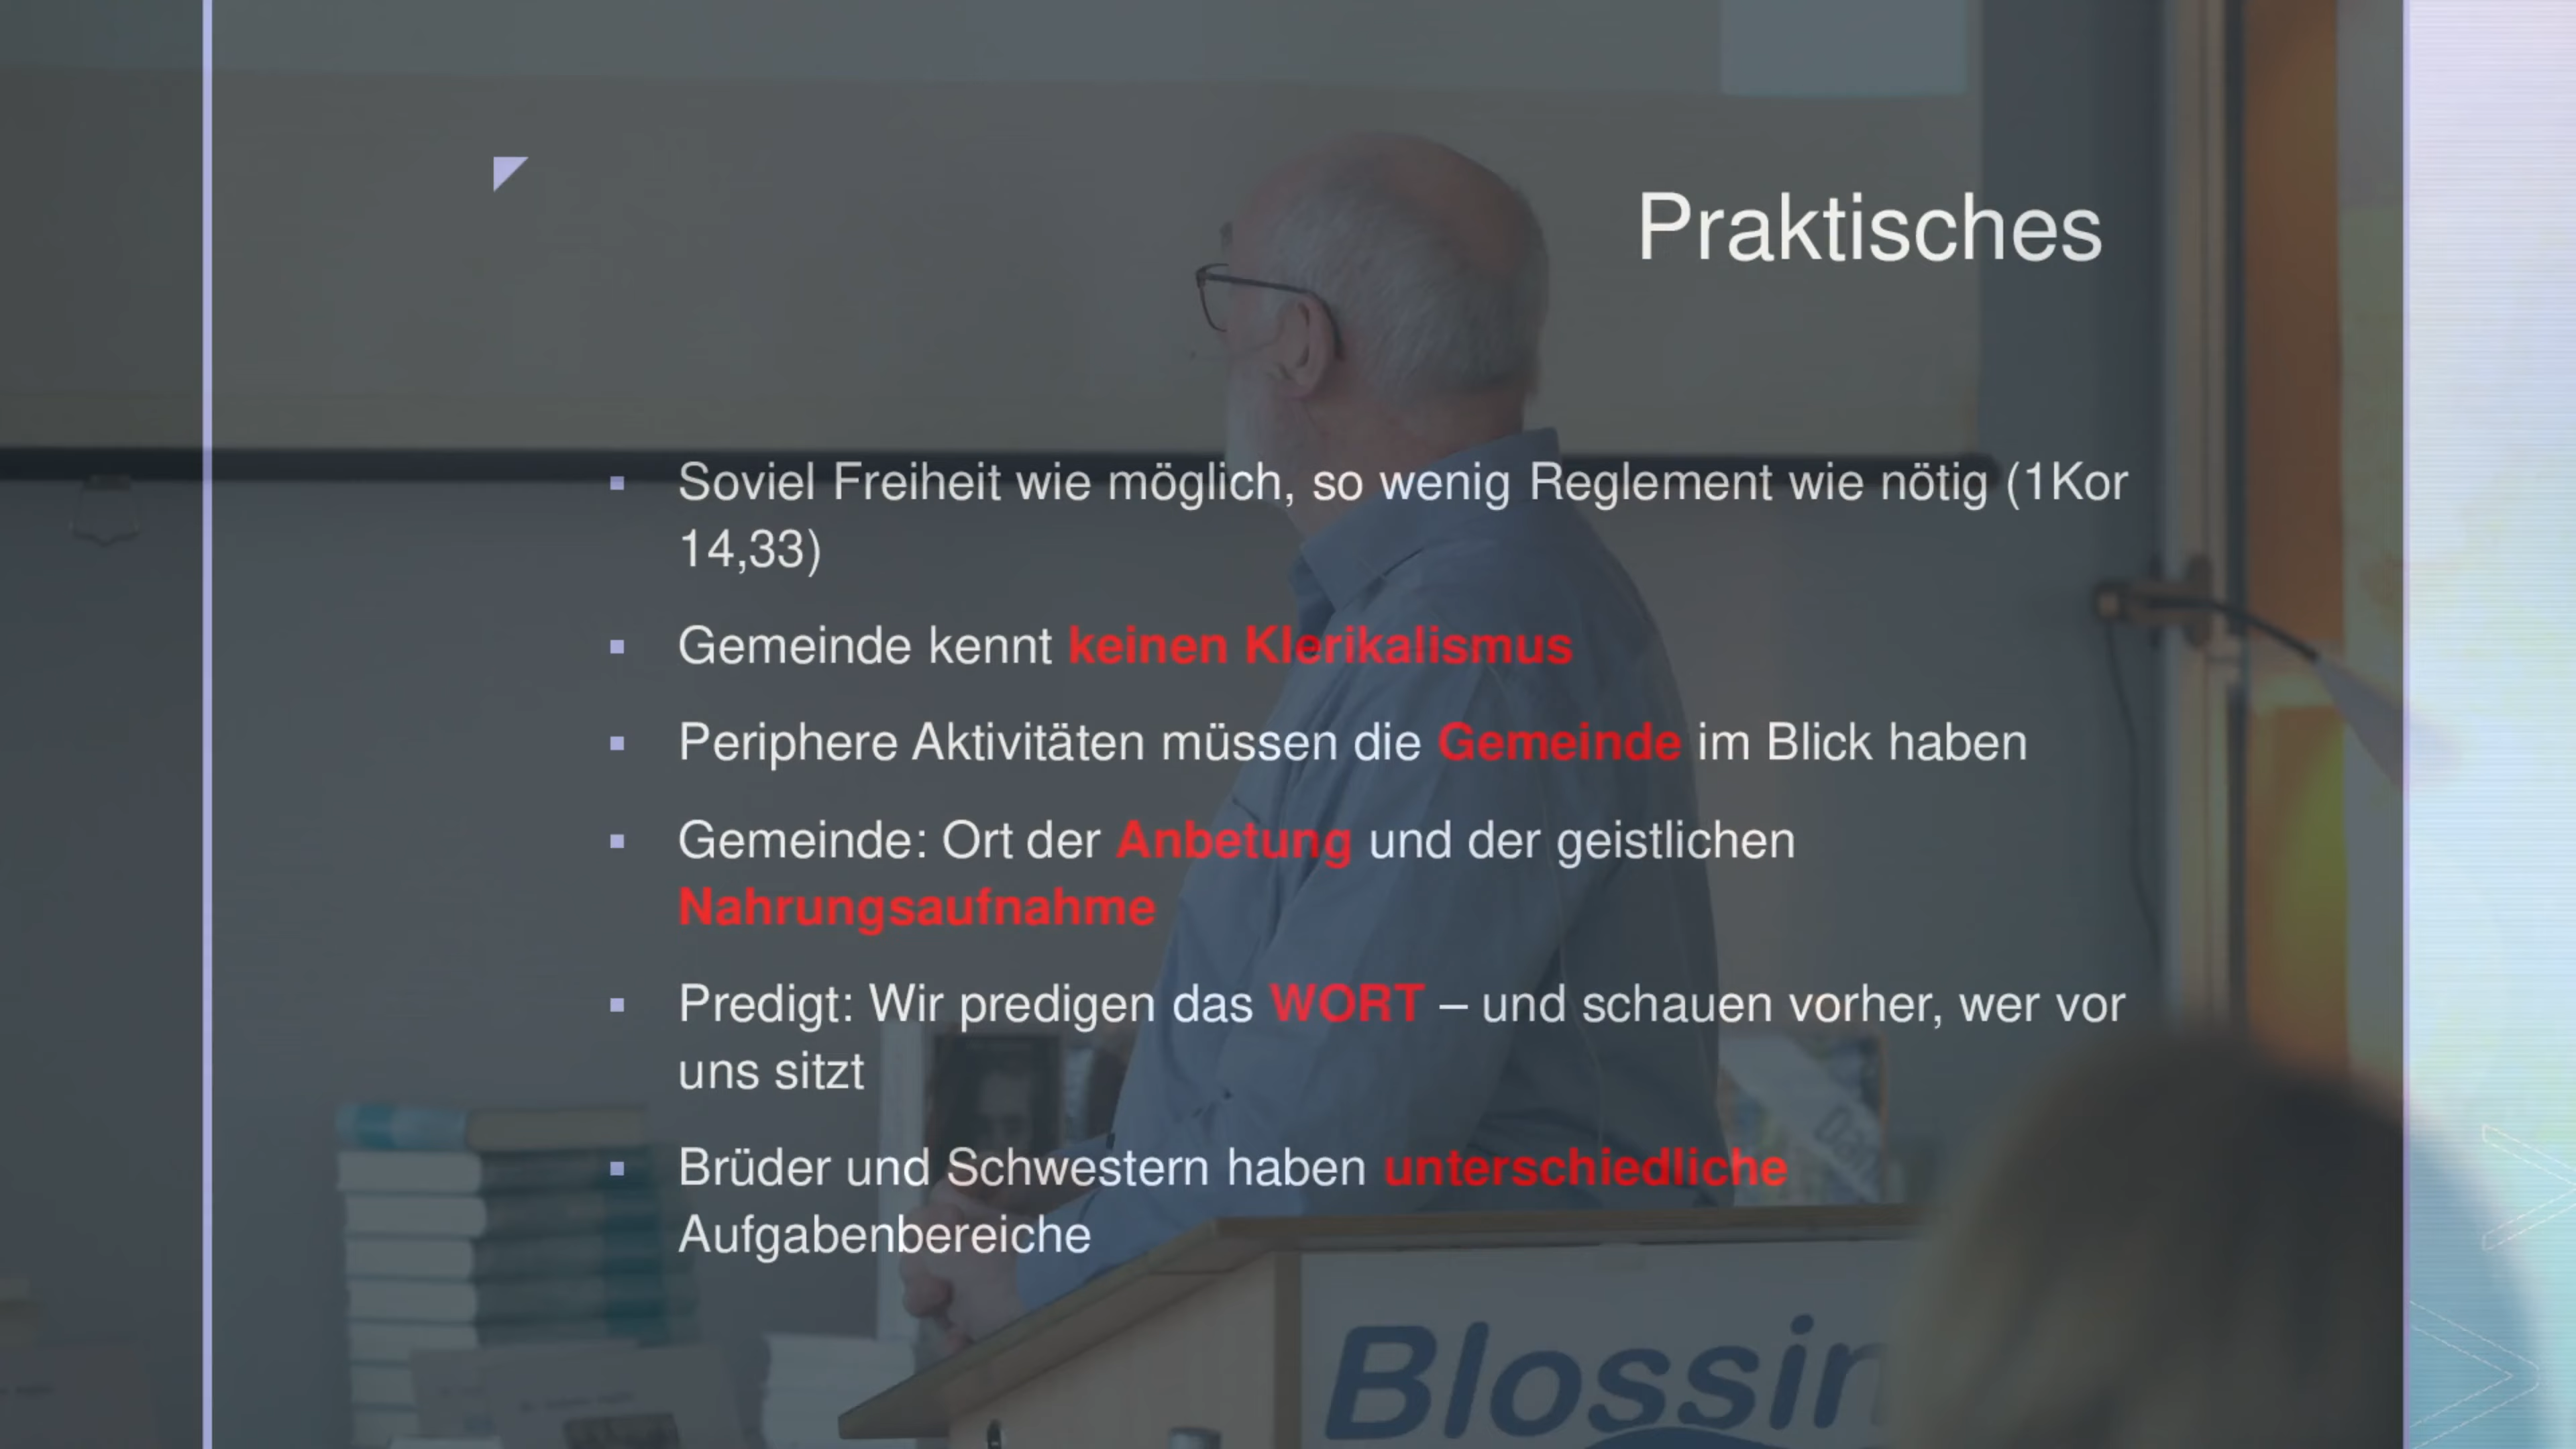 Praktisches
Soviel Freiheit wie möglich, so wenig Reglement wie nötig (1Kor
14,33)
Gemeinde kennt keinen Klerikalismus
Periphere Aktivitäten müssen die Gemeinde im Blick haben
Gemeinde: Ort der Anbetung und der geistlichen
Nahrungsaufnahme
Predigt: Wir predigen das WORT – und schauen vorher, wer vor
uns sitzt
Brüder und Schwestern haben unterschiedliche
Aufgabenbereiche
Blossin